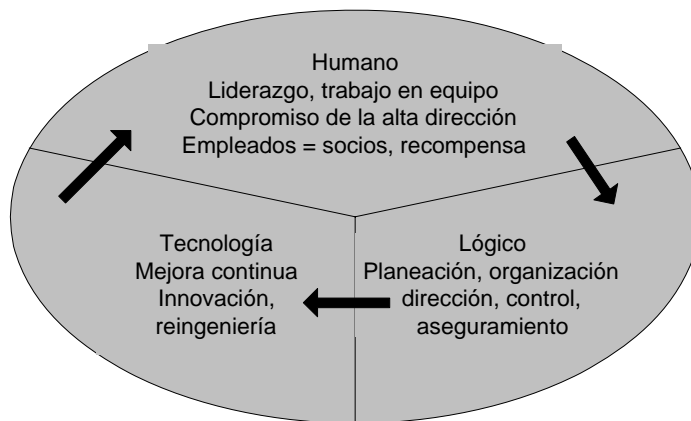 Humano
Liderazgo, trabajo en equipo
Compromiso de la alta dirección
Empleados = socios, recompensa
Tecnología
Mejora continua
Innovación,
reingeniería
Lógico
Planeación, organización
dirección, control,
aseguramiento